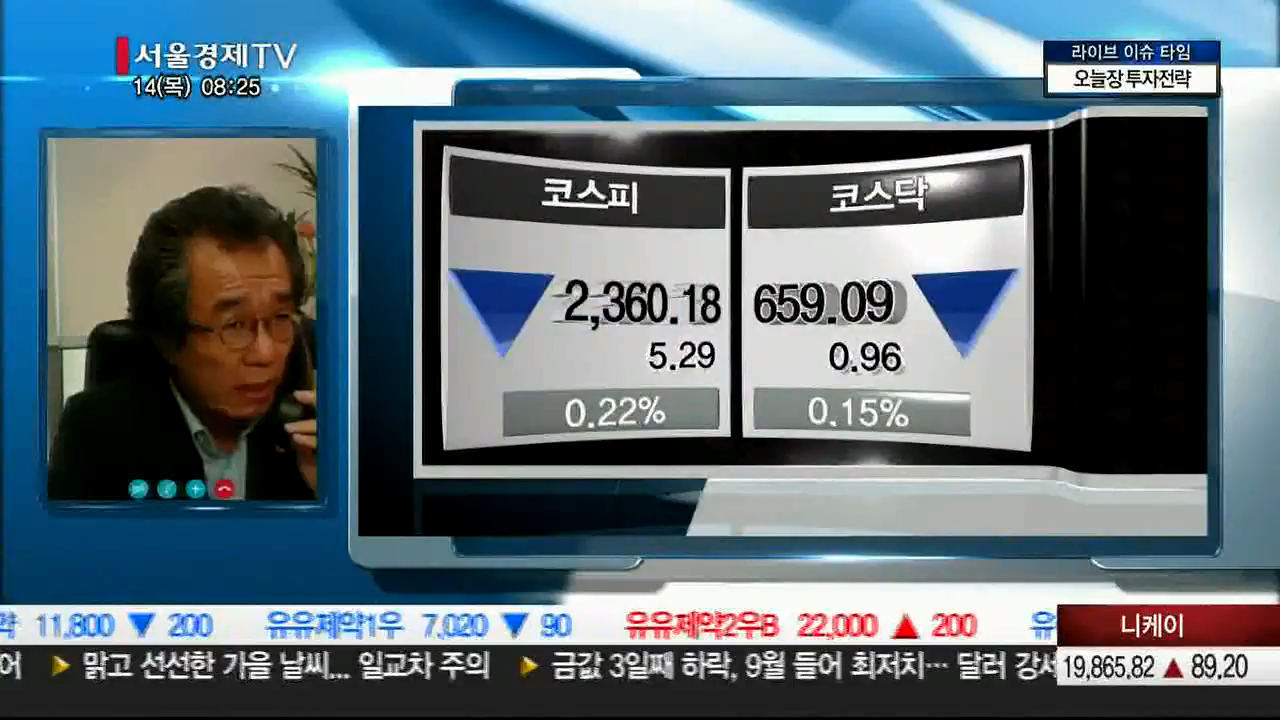 서울경제TV
14(목) 08:25
라이브 이슈 타임
오늘장 투자전략
코스피
2,360.18
5.29
0.22%
코스닥
659.09
0.96
0.15%
약 11,800 ▼ 200 유유제약1우 7,020 ▼ 90 유유제약2우B 22,000 ▲ 200 유
니케이
어 ▶ 맑고 선선한 가을 날씨... 일교차 주의 ▶ 금값 3일째 하락, 9월 들어 최저치… 달러 강세
19,865.82 ▲ 89,20